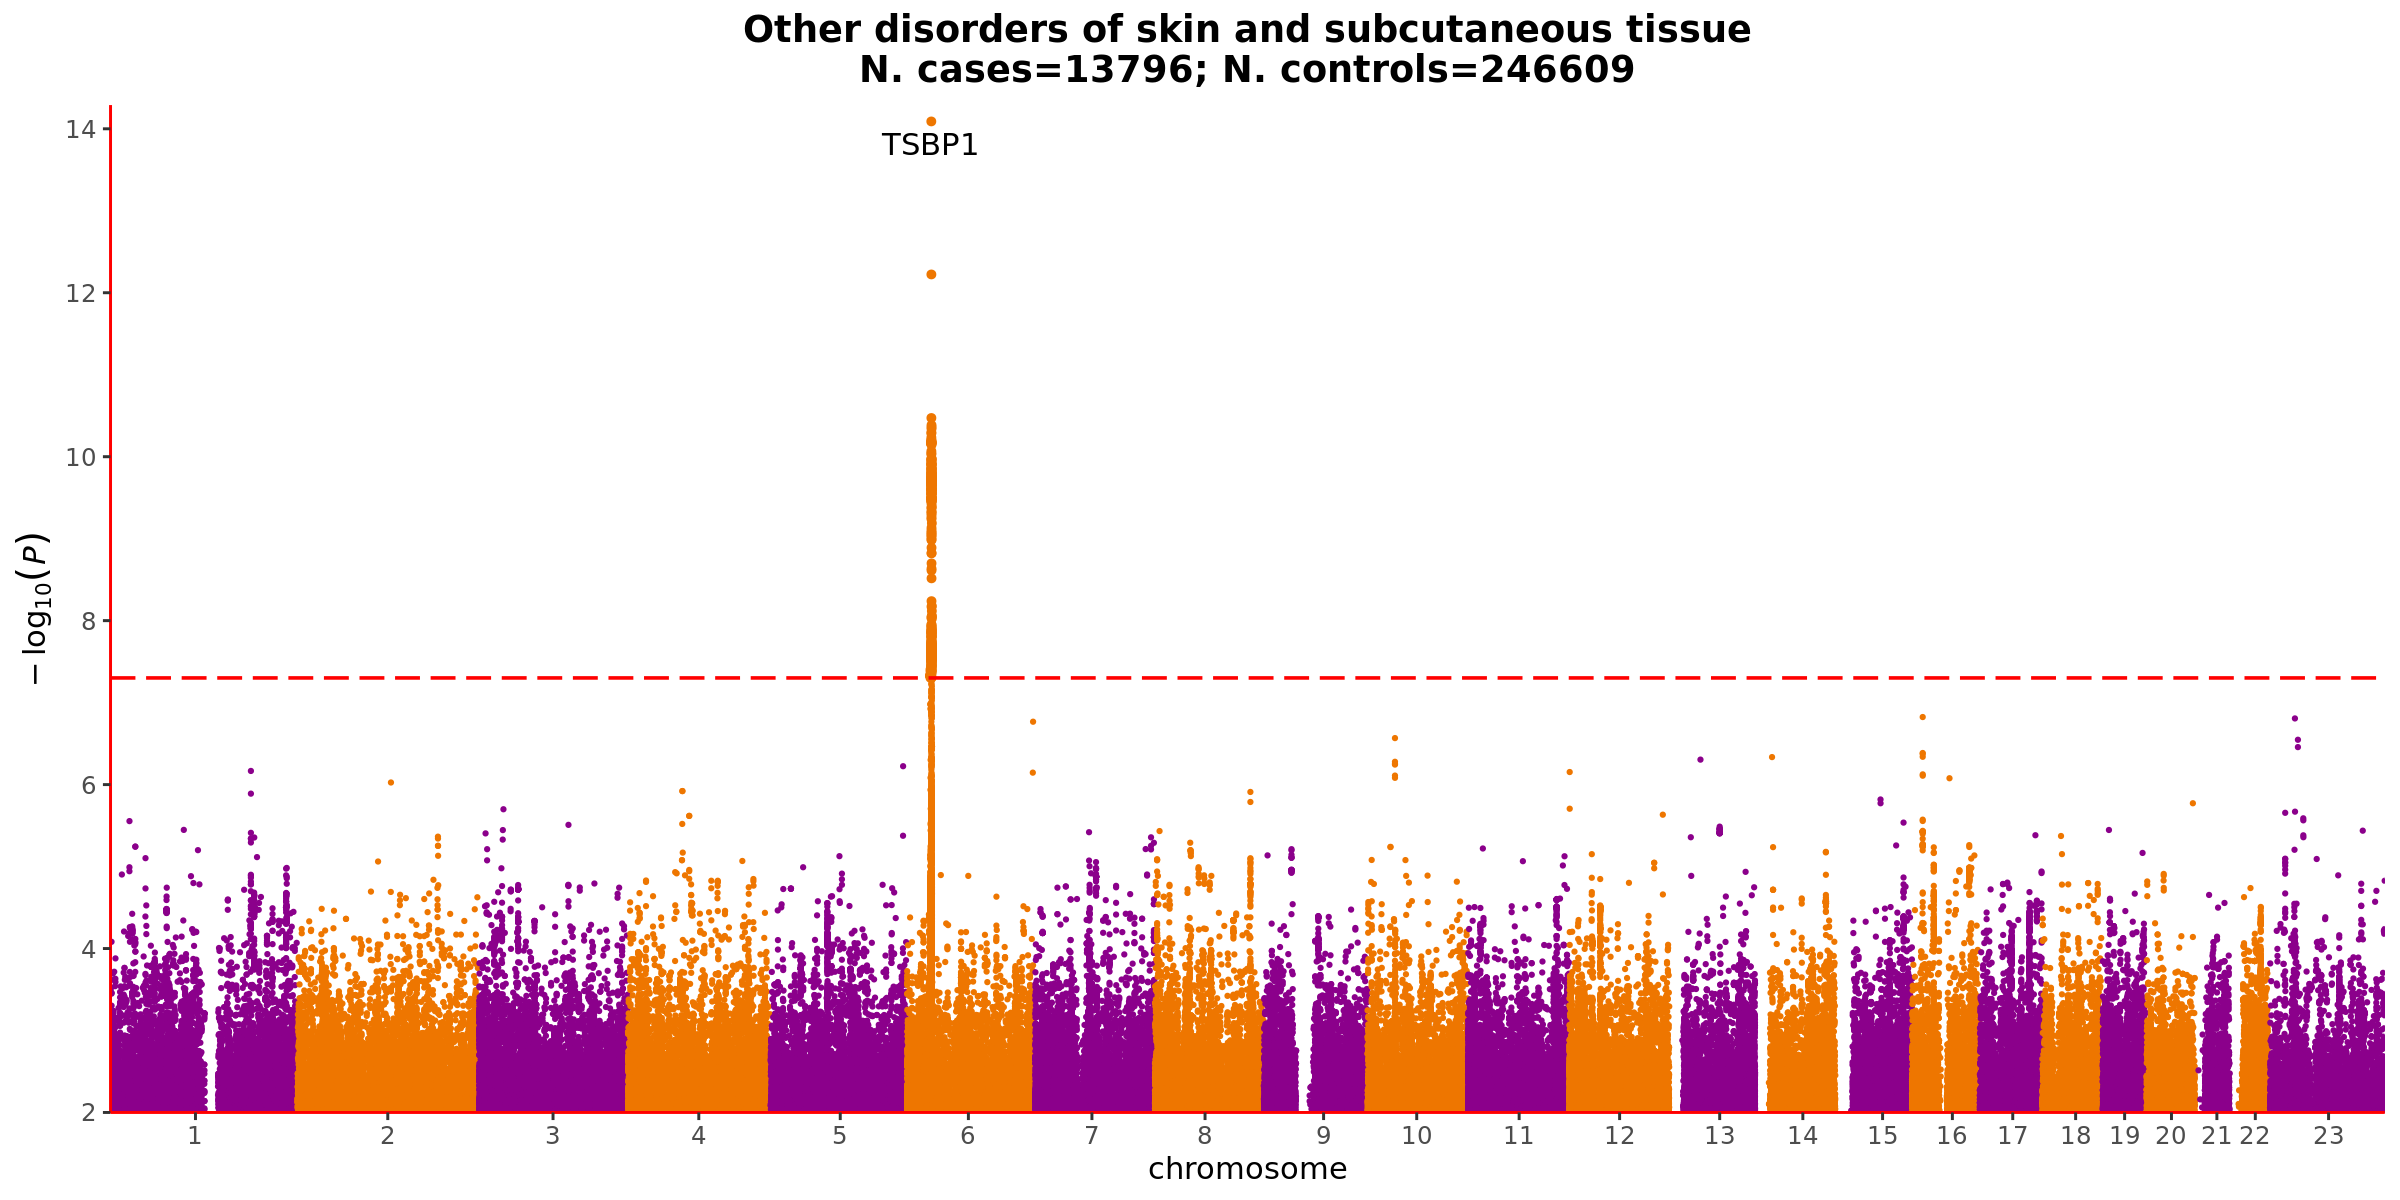 Other disorders of skin and subcutaneous tissue
N. cases=13796; N. controls=246609
14
TSBP1
12
10
8
6
4
2
−log₁₀(P)
1 2 3 4 5 6 7 8 9 10 11 12 13 14 15 16 17 18 19 20 21 22 23
chromosome